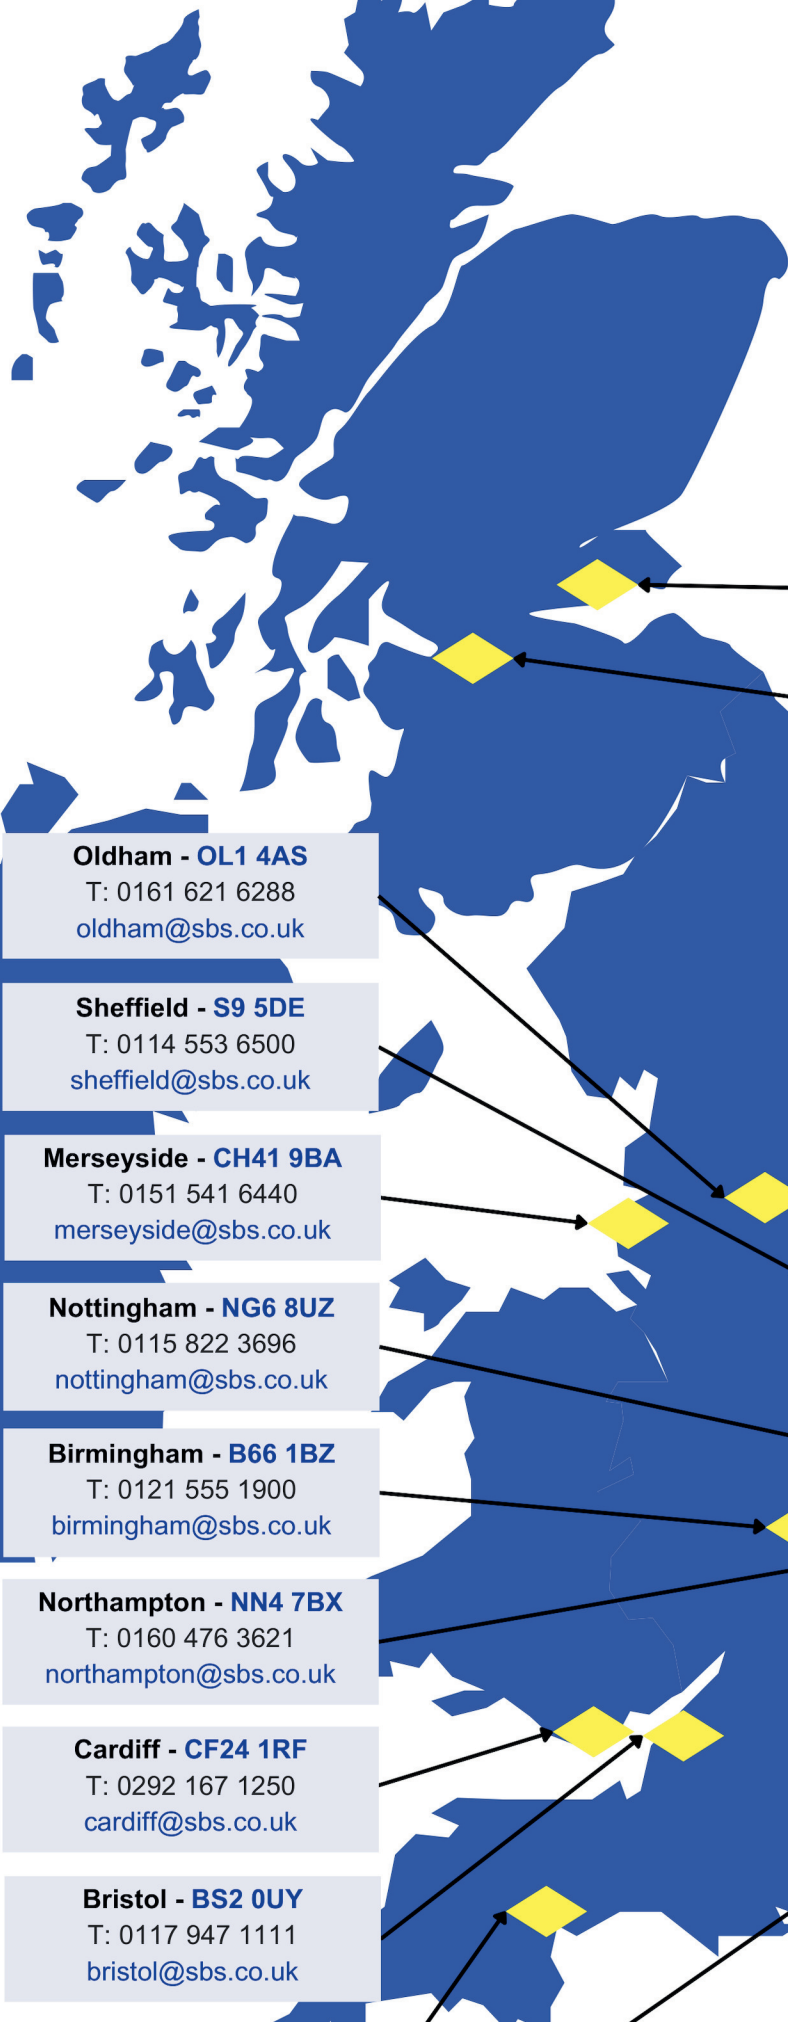 Oldham - OL1 4AS
T: 0161 621 6288
oldham@sbs.co.uk
Sheffield - S9 5DE
T: 0114 553 6500
sheffield@sbs.co.uk
Merseyside - CH41 9BA
T: 0151 541 6440
merseyside@sbs.co.uk
Nottingham - NG6 8UZ
T: 0115 822 3696
nottingham@sbs.co.uk
Birmingham - B66 1BZ
T: 0121 555 1900
birmingham@sbs.co.uk
Northampton - NN4 7BX
T: 0160 476 3621
northampton@sbs.co.uk
Cardiff - CF24 1RF
T: 0292 167 1250
cardiff@sbs.co.uk
Bristol - BS2 0UY
T: 0117 947 1111
bristol@sbs.co.uk